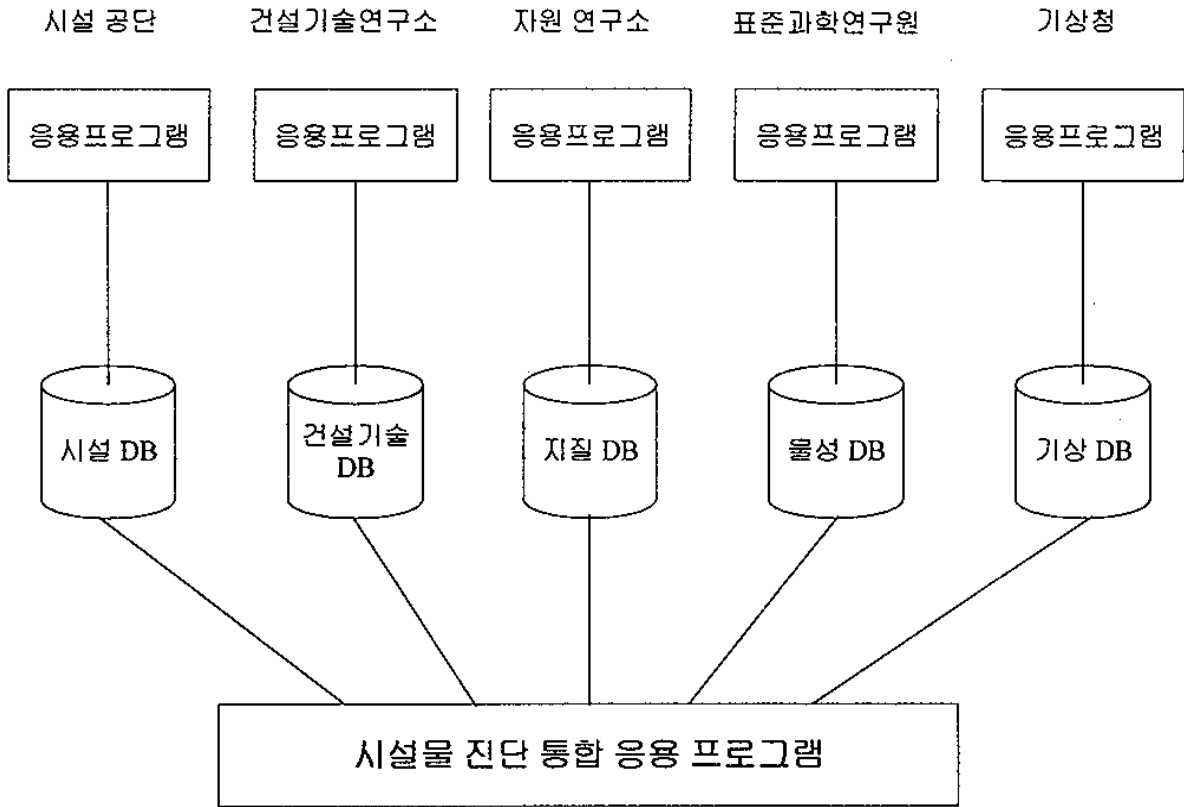 시설 공단
건설기술연구소
자원 연구소
표준과학연구원
기상청
응용프로그램
응용프로그램
응용프로그램
응용프로그램
응용프로그램
시설 DB
건설기술
DB
지질 DB
물성 DB
기상 DB
시설물 진단 통합 응용 프로그램